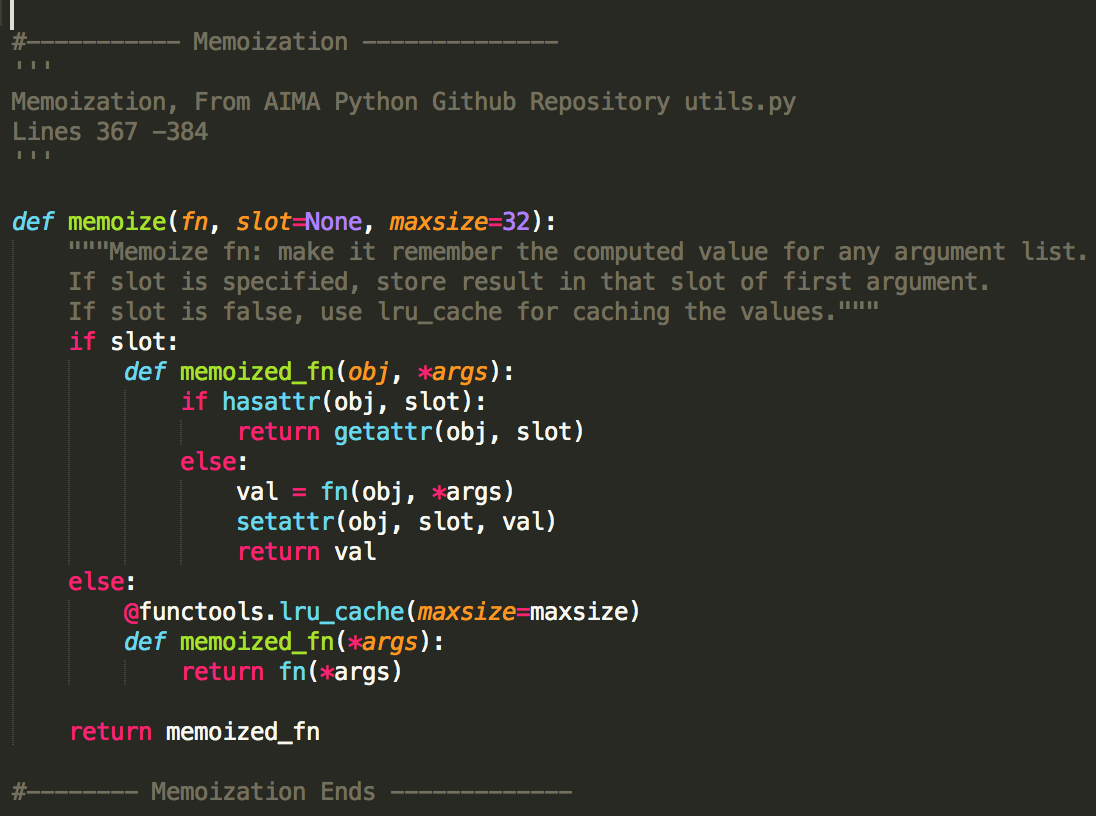 #----------- Memoization --------------
'''
Memoization, From AIMA Python Github Repository utils.py
Lines 367 -384
'''
def memoize(fn, slot=None, maxsize=32):
    """Memoize fn: make it remember the computed value for any argument list.
    If slot is specified, store result in that slot of first argument.
    If slot is false, use lru_cache for caching the values."""
    if slot:
        def memoized_fn(obj, *args):
            if hasattr(obj, slot):
                return getattr(obj, slot)
            else:
                val = fn(obj, *args)
                setattr(obj, slot, val)
                return val
    else:
        @functools.lru_cache(maxsize=maxsize)
        def memoized_fn(*args):
            return fn(*args)
    return memoized_fn
#-------- Memoization Ends -------------